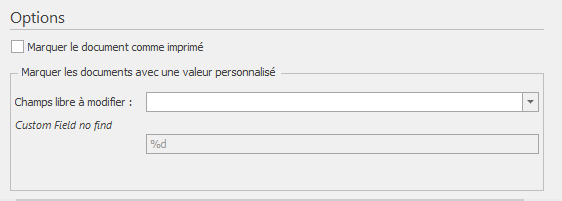 Options
Marquer le document comme imprimé
Marquer les documents avec une valeur personnalisé
Champs libre à modifier :
Custom Field no find
%d